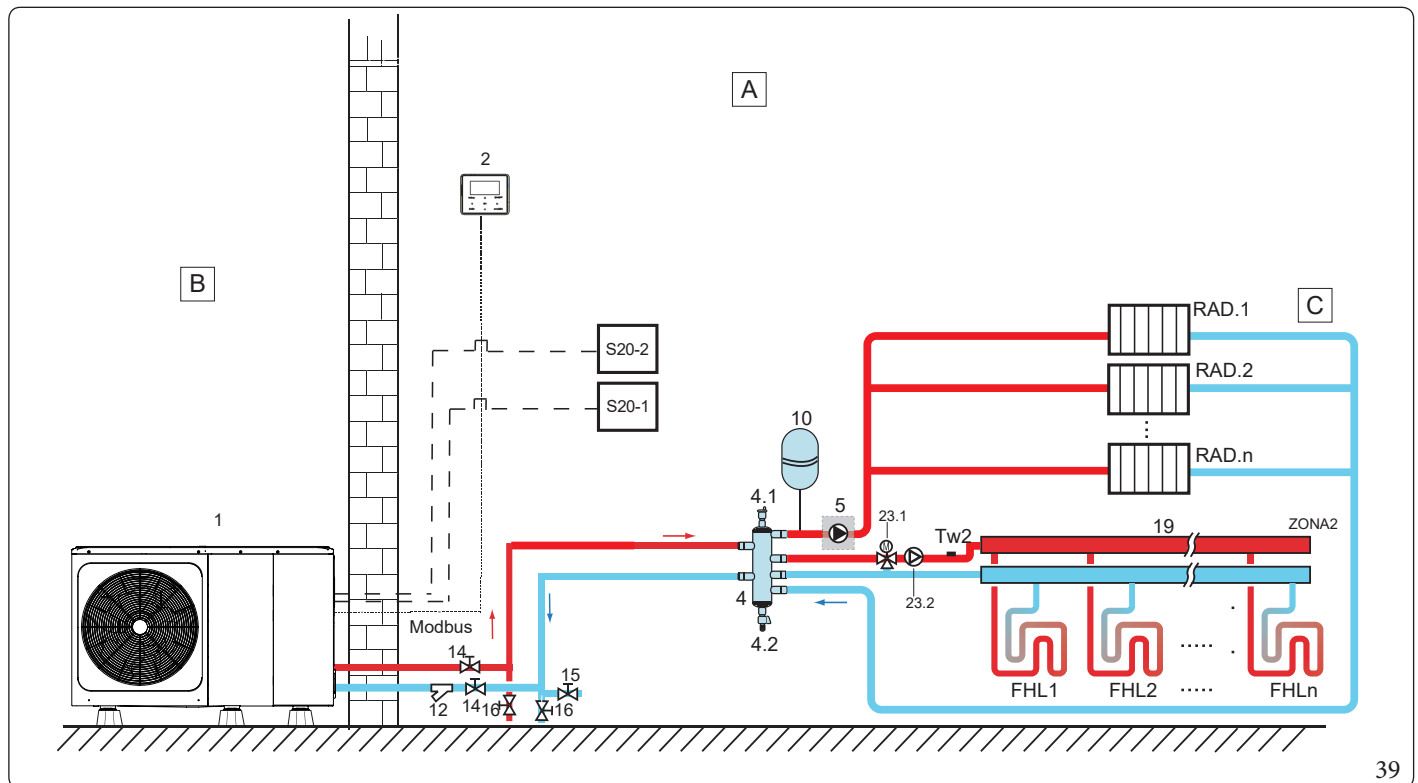 A
2
B
C
RAD.1
S20-2
RAD.2
S20-1
10
RAD.n
4.1
5
1
23.1
Tw2
19
ZONA2
M
4
23.2
Modbus
4.2
14
15
12
14
16
16
FHL1
FHL2
.....
FHLn
39